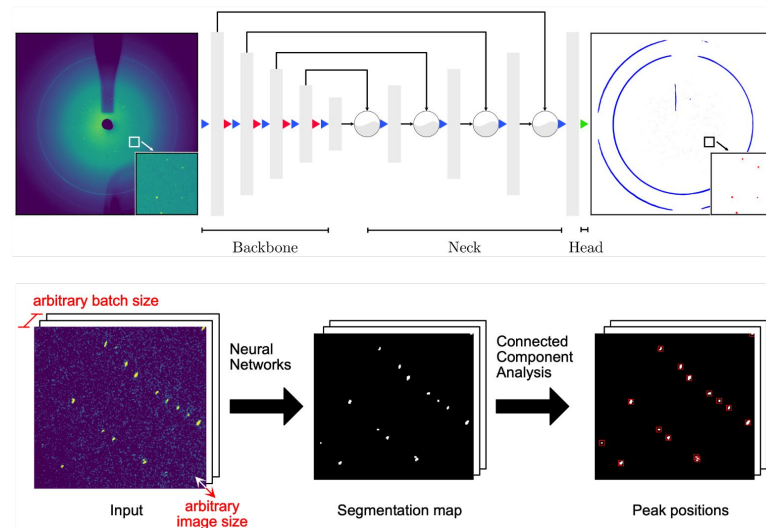 Backbone
Neck
Head
arbitrary batch size
Neural
Networks
Connected
Component
Analysis
Input
arbitrary
image size
Segmentation map
Peak positions